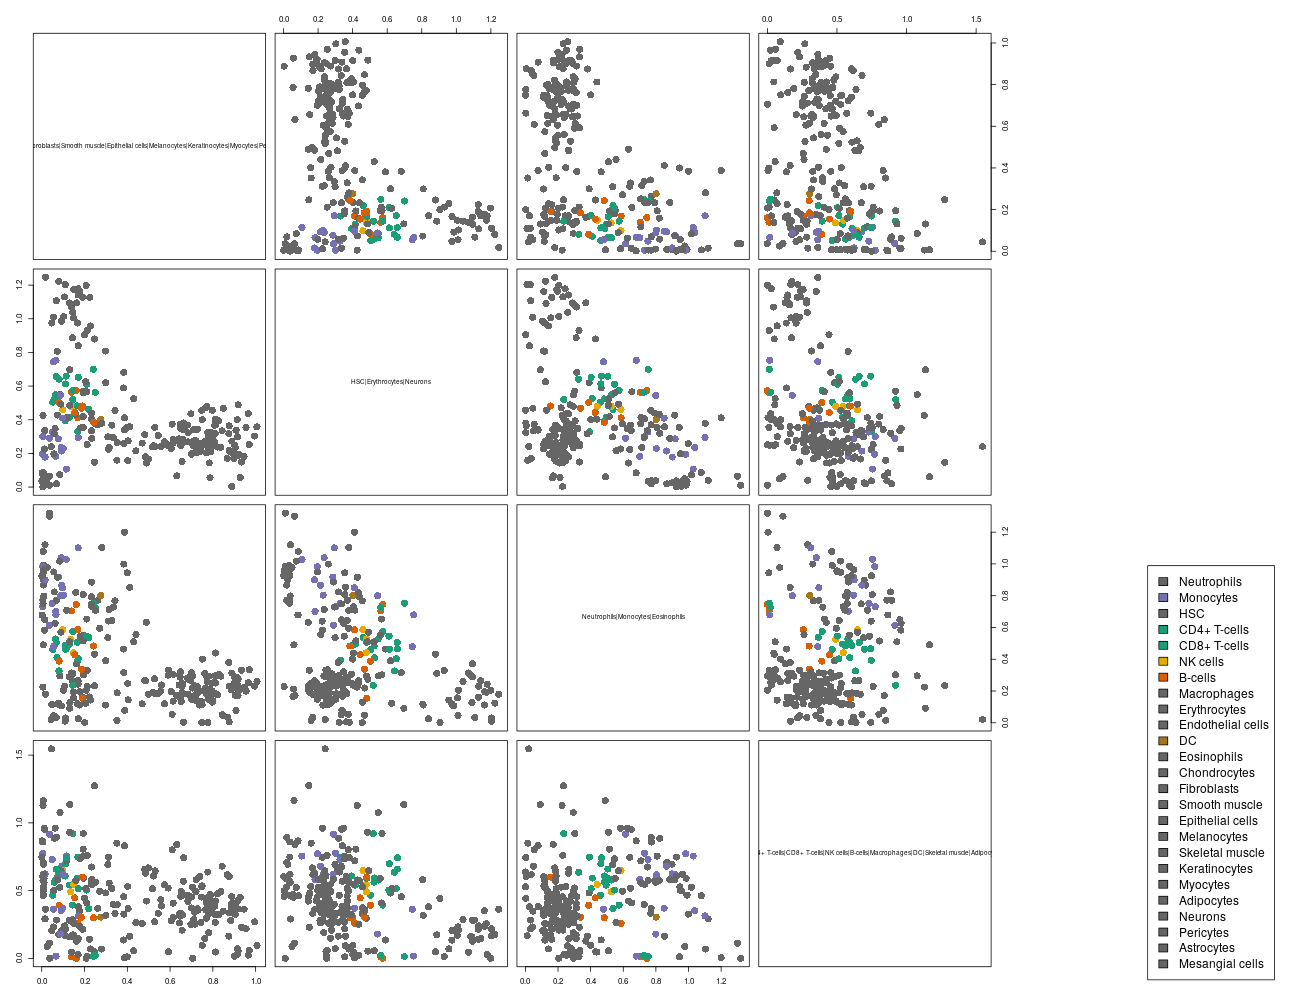 0.0 0.2 0.4 0.6 0.8 1.0 1.2
0.0 0.5 1.0 1.5
roblasts|Smooth muscle|Epithelial cells|Melanocytes|Keratinocytes|Myocytes|Pe
0.0 0.2 0.4 0.6 0.8 1.0
0.0 0.2 0.4 0.6 0.8 1.0 1.2
HSC|Erythrocytes|Neurons
Neutrophils|Monocytes|Eosinophils
0.0 0.2 0.4 0.6 0.8 1.0 1.2
0.0 0.5 1.0 1.5
4+ T-cells|CD8+ T-cells|NK cells|B-cells|Macrophages|DC|Skeletal muscle|Adipoc
0.0 0.2 0.4 0.6 0.8 1.0
0.0 0.2 0.4 0.6 0.8 1.0 1.2
Neutrophils
Monocytes
HSC
CD4+ T-cells
CD8+ T-cells
NK cells
B-cells
Macrophages
Erythrocytes
Endothelial cells
DC
Eosinophils
Chondrocytes
Fibroblasts
Smooth muscle
Epithelial cells
Melanocytes
Skeletal muscle
Keratinocytes
Myocytes
Adipocytes
Neurons
Pericytes
Astrocytes
Mesangial cells